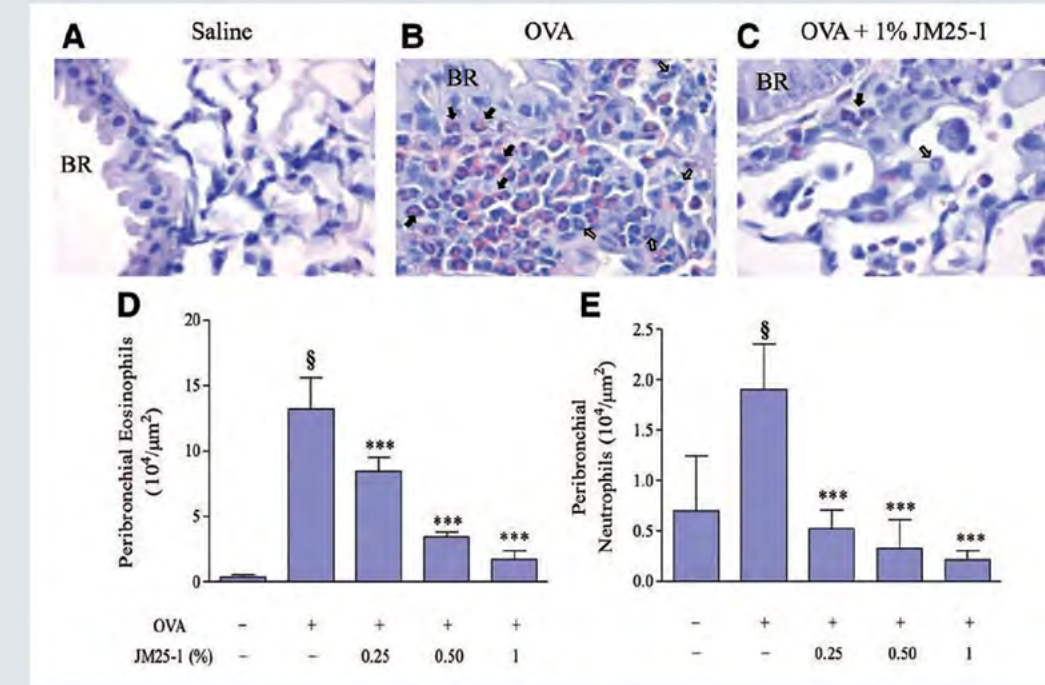 A Saline B OVA C OVA + 1% JM25-1
BR BR BR
D E
Peribronchial Eosinophils
(10⁴/µm²)
20
15
10
5
0
§ *** *** ***
Peribronchial
Neutrophils (10⁴/µm²)
2.5
2.0
1.5
1.0
0.5
0.0
§ *** *** ***
OVA - + + + + - + + + +
JM25-1 (%) - - 0.25 0.50 1 - - 0.25 0.50 1